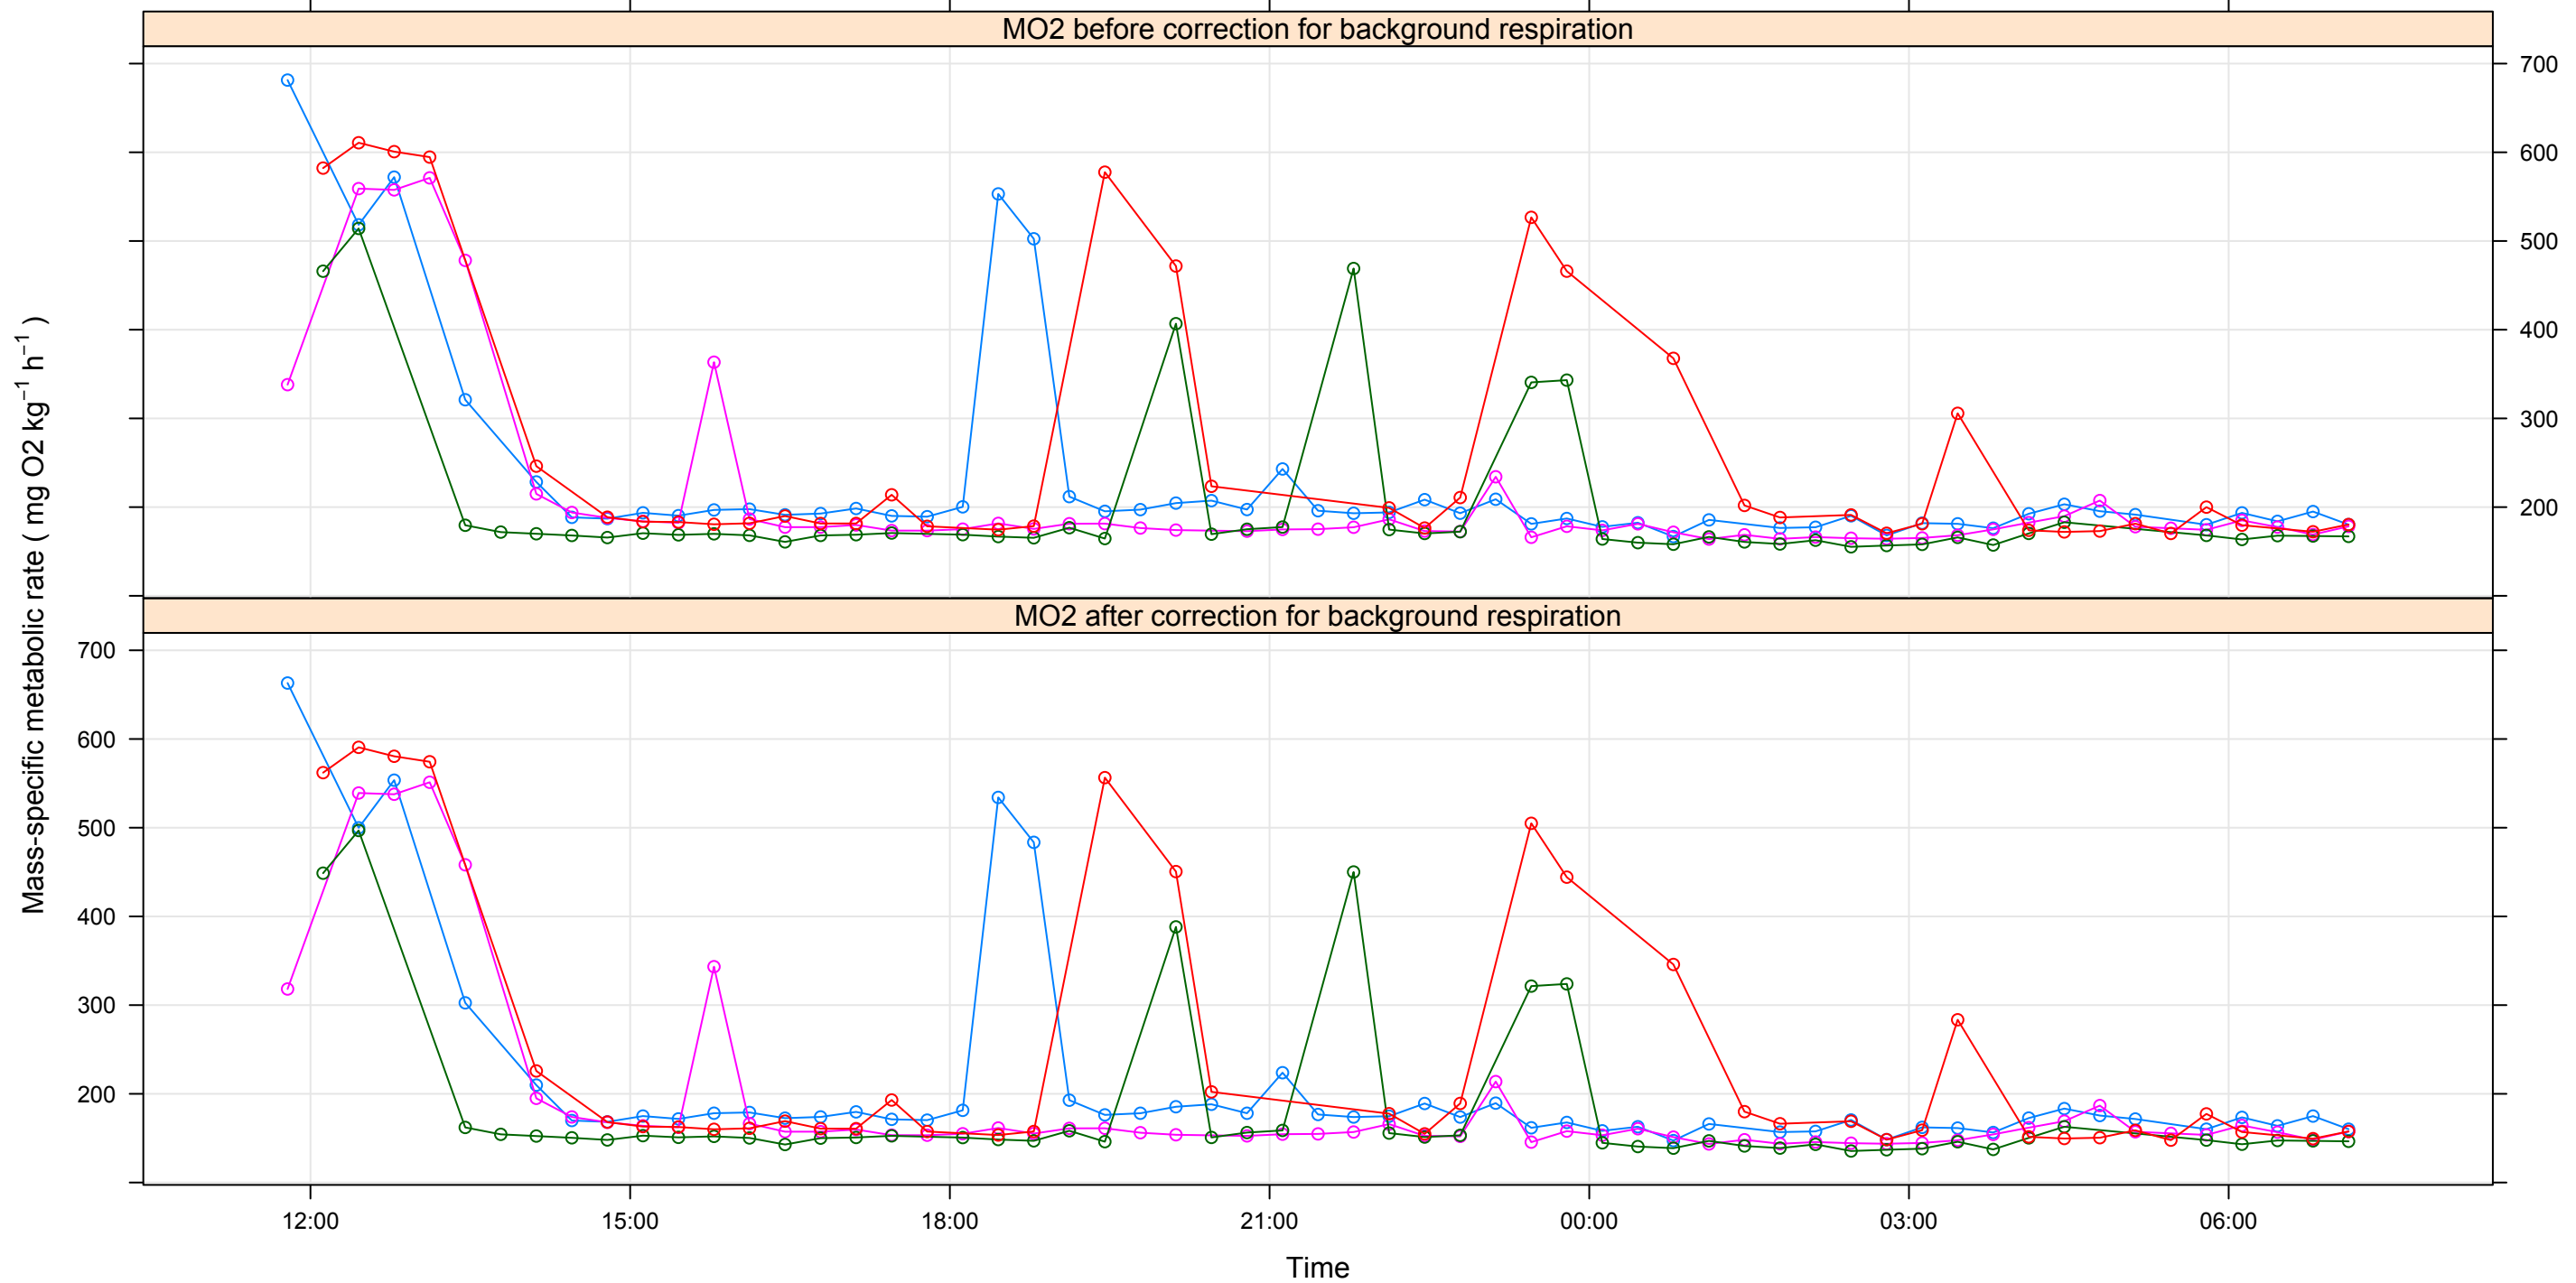 MO2 before correction for background respiration
700
600
500
400
300
200
MO2 after correction for background respiration
700
600
500
400
300
200
Mass-specific metabolic rate ( mg O2 kg⁻¹ h⁻¹ )
12:00 15:00 18:00 21:00 00:00 03:00 06:00
Time